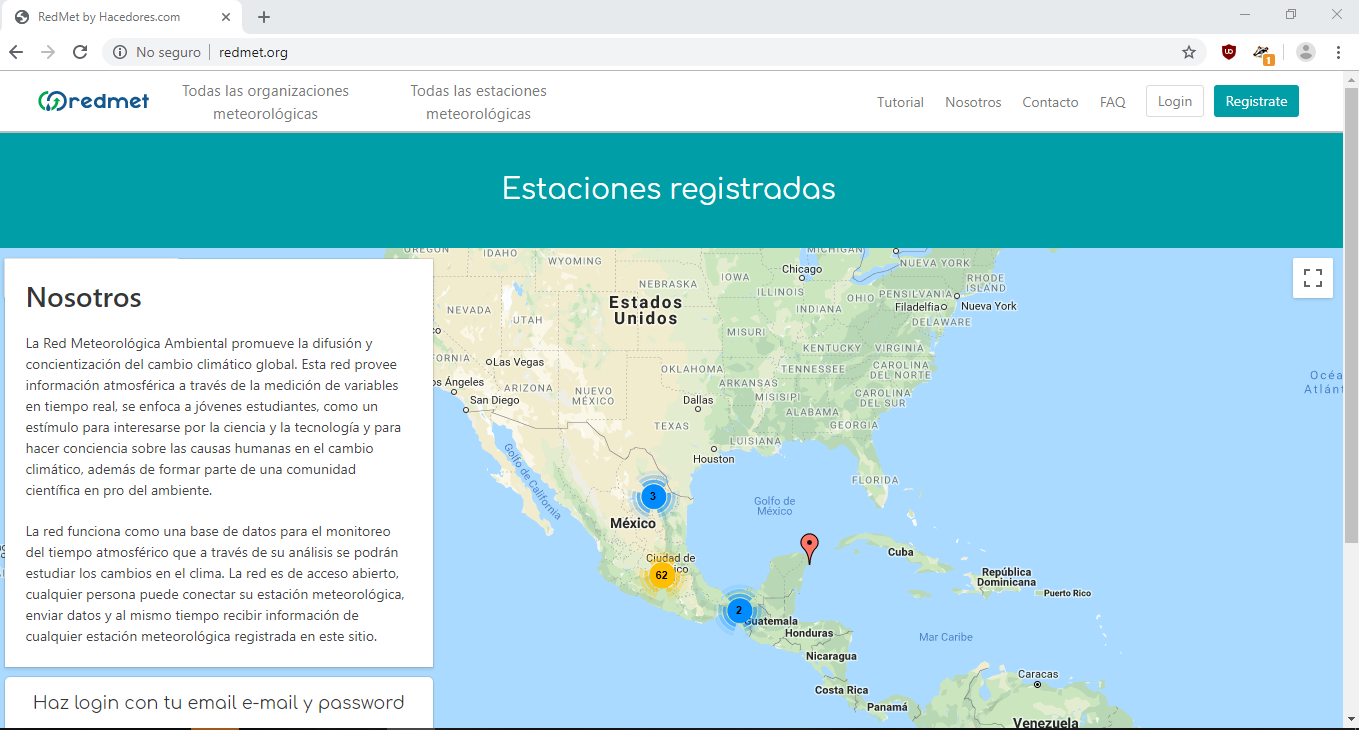 RedMet by Hacedores.com
No seguro
redmet.org
1
redmet
Todas las organizaciones
meteorológicas
Todas las estaciones
meteorológicas
Tutorial
Nosotros
Contacto
FAQ
Login
Registrate
Estaciones registradas
Nosotros
La Red Meteorológica Ambiental promueve la difusión y
concientización del cambio climático global. Esta red provee
información atmosférica a través de la medición de variables
en tiempo real, se enfoca a jóvenes estudiantes, como un
estímulo para interesarse por la ciencia y la tecnología y para
hacer conciencia sobre las causas humanas en el cambio
climático, además de formar parte de una comunidad
científica en pro del ambiente.
La red funciona como una base de datos para el monitoreo
del tiempo atmosférico que a través de su análisis se podrán
estudiar los cambios en el clima. La red es de acceso abierto,
cualquier persona puede conectar su estación meteorológica,
enviar datos y al mismo tiempo recibir información de
cualquier estación meteorológica registrada en este sitio.
Haz login con tu email e-mail y password
OREGON
IDAHO
WYOMING
MICHIGAN
NUEVA YORK
Chicago
IOWA
NEBRASKA
RHODE
ISLAND
ILLINOIS
OHIO
PENSILVANIA
Estados
Unidos
INDIANA
Filadelfia
Nueva York
NEVADA
UTAH
DELAWARE
MISURI
KENTUCKY
VIRGINIA
Las Vegas
OKLAHOMA
TENNESSEE
CAROLINA
DEL NORTE
ARIZONA
NUEVO
MÉXICO
ARKANSAS
San Diego
Dallas
MISISIPI
CAROLINA
DEL SUR
ALABAMA
TEXAS
GEORGIA
LUISIANA
Houston
Golfo de California
FLORIDA
3
Golfo de
México
México
Cuba
Ciudad de
62
República
Dominicana
Puerto Rico
2
Guatemala
Honduras
Mar Caribe
Nicaragua
Caracas
Costa Rica
Panamá
Venezuela